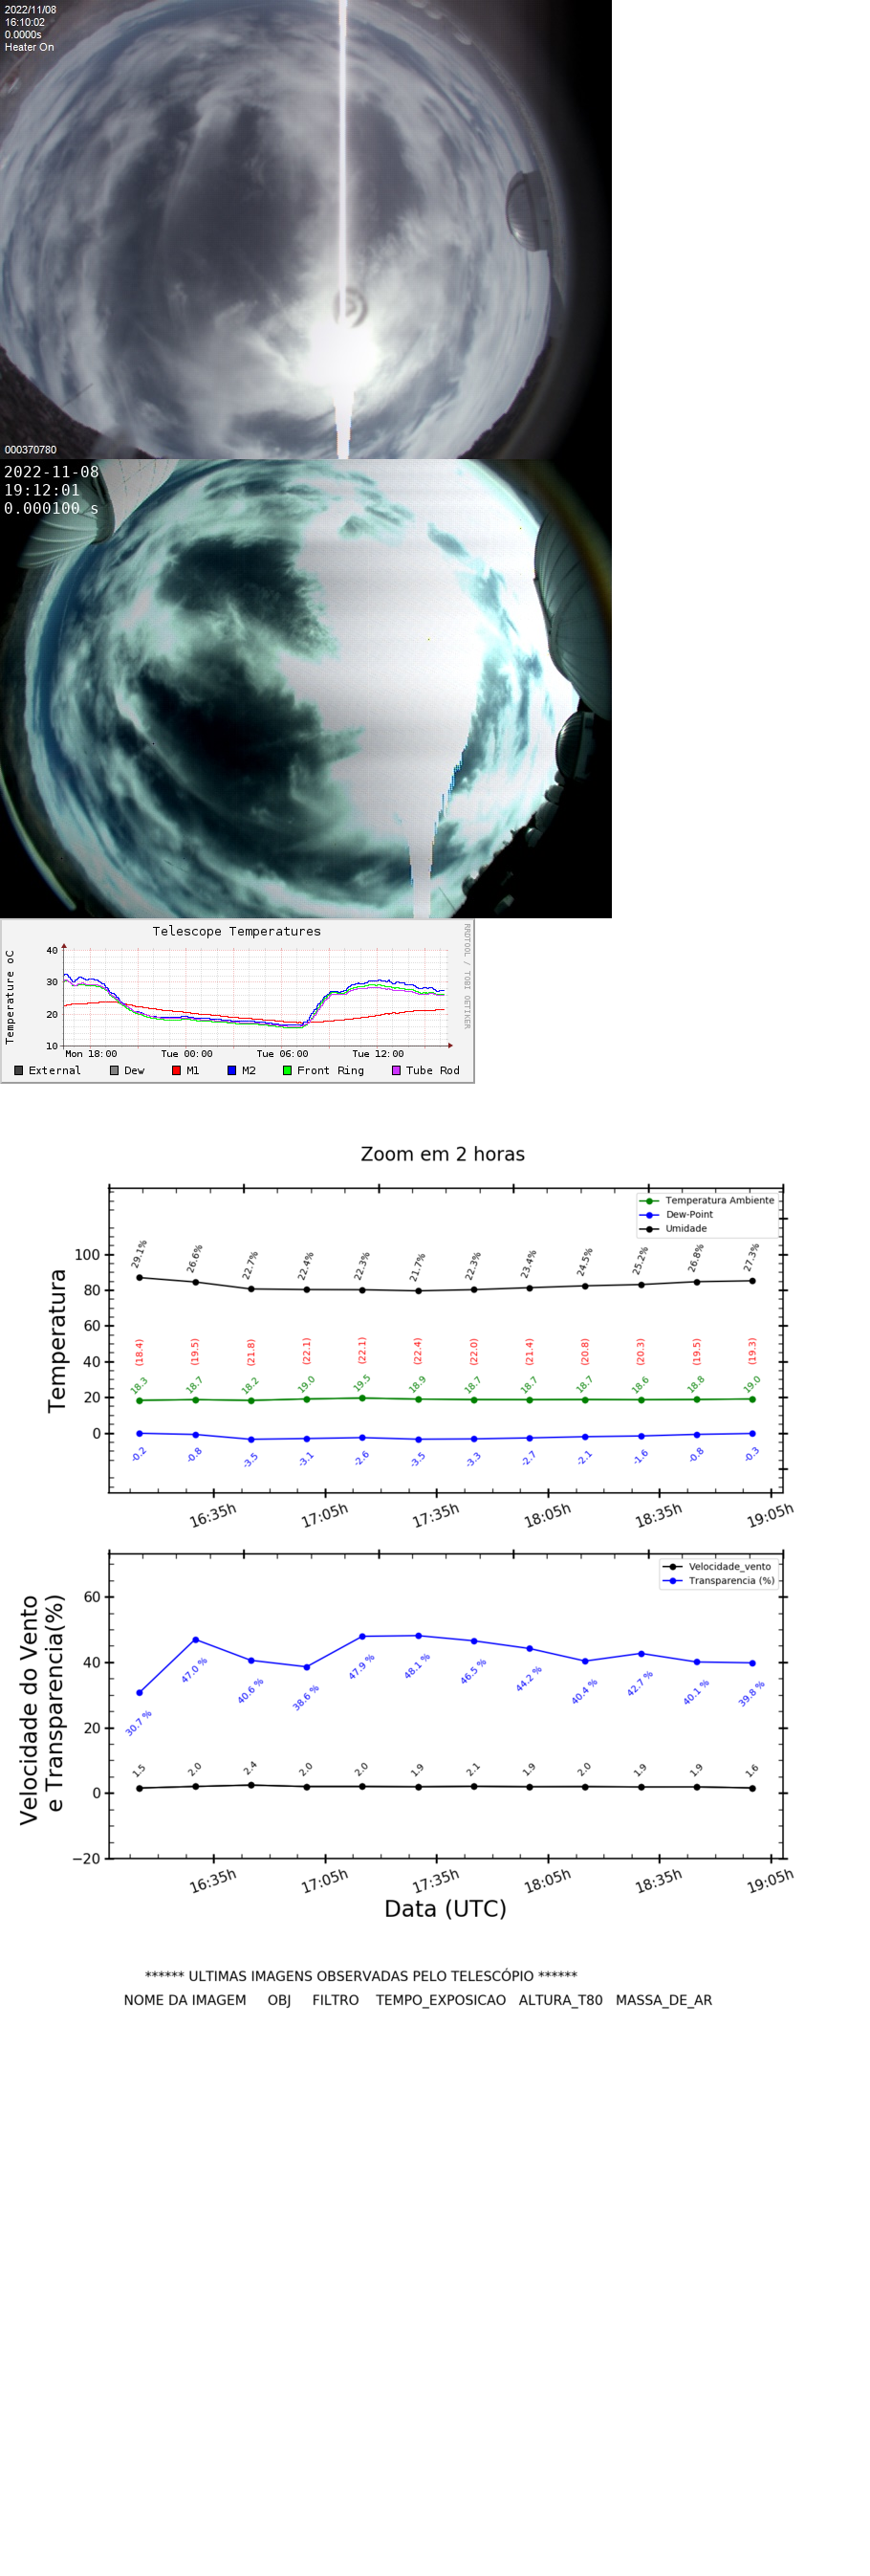 2022/11/08
16:10:02
0.0000s
Heater On
000370780
2022-11-08
19:12:01
0.000100 s
Telescope Temperatures
RRDTOOL / TOBI OETIKER
Temperature oC
40
30
20
10
Mon 18:00 Tue 00:00 Tue 06:00 Tue 12:00
External Dew M1 M2 Front Ring Tube Rod
Zoom em 2 horas
Temperatura Ambiente
Dew-Point
Umidade
Temperatura
100
80
60
40
20
0
29.1% 26.6% 22.7% 22.4% 22.3% 21.7% 22.3% 23.4% 24.5% 25.2% 26.8% 27.3%
(18.4) (19.5) (21.8) (22.1) (22.1) (22.4) (22.0) (21.4) (20.8) (20.3) (19.5) (19.3)
18.3 18.7 18.2 19.0 19.5 18.9 18.7 18.7 18.7 18.6 18.8 19.0
-0.2 -0.8 -3.5 -3.1 -2.6 -3.5 -3.3 -2.7 -2.1 -1.6 -0.8 -0.3
16:35h 17:05h 17:35h 18:05h 18:35h 19:05h
Velocidade_vento
Transparencia (%)
Velocidade do Vento
e Transparencia(%)
60
40
20
0
−20
30.7 % 47.0 % 40.6 % 38.6 % 47.9 % 48.1 % 46.5 % 44.2 % 40.4 % 42.7 % 40.1 % 39.8 %
1.5 2.0 2.4 2.0 2.0 1.9 2.1 1.9 2.0 1.9 1.9 1.6
16:35h 17:05h 17:35h 18:05h 18:35h 19:05h
Data (UTC)
****** ULTIMAS IMAGENS OBSERVADAS PELO TELESCÓPIO ******
NOME DA IMAGEM OBJ FILTRO TEMPO_EXPOSICAO ALTURA_T80 MASSA_DE_AR